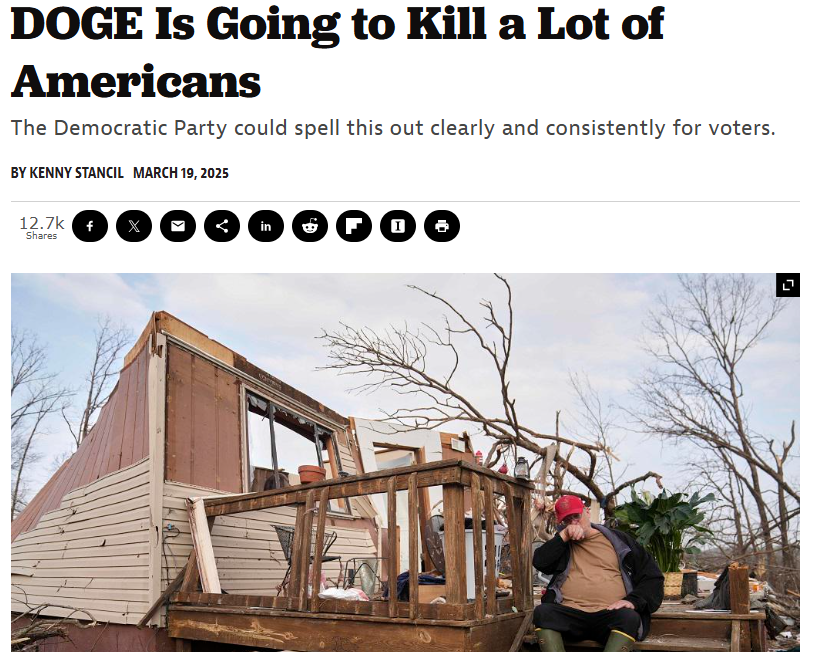 DOGE Is Going to Kill a Lot of
Americans
The Democratic Party could spell this out clearly and consistently for voters.
BY KENNY STANCIL MARCH 19, 2025
12.7k
Shares